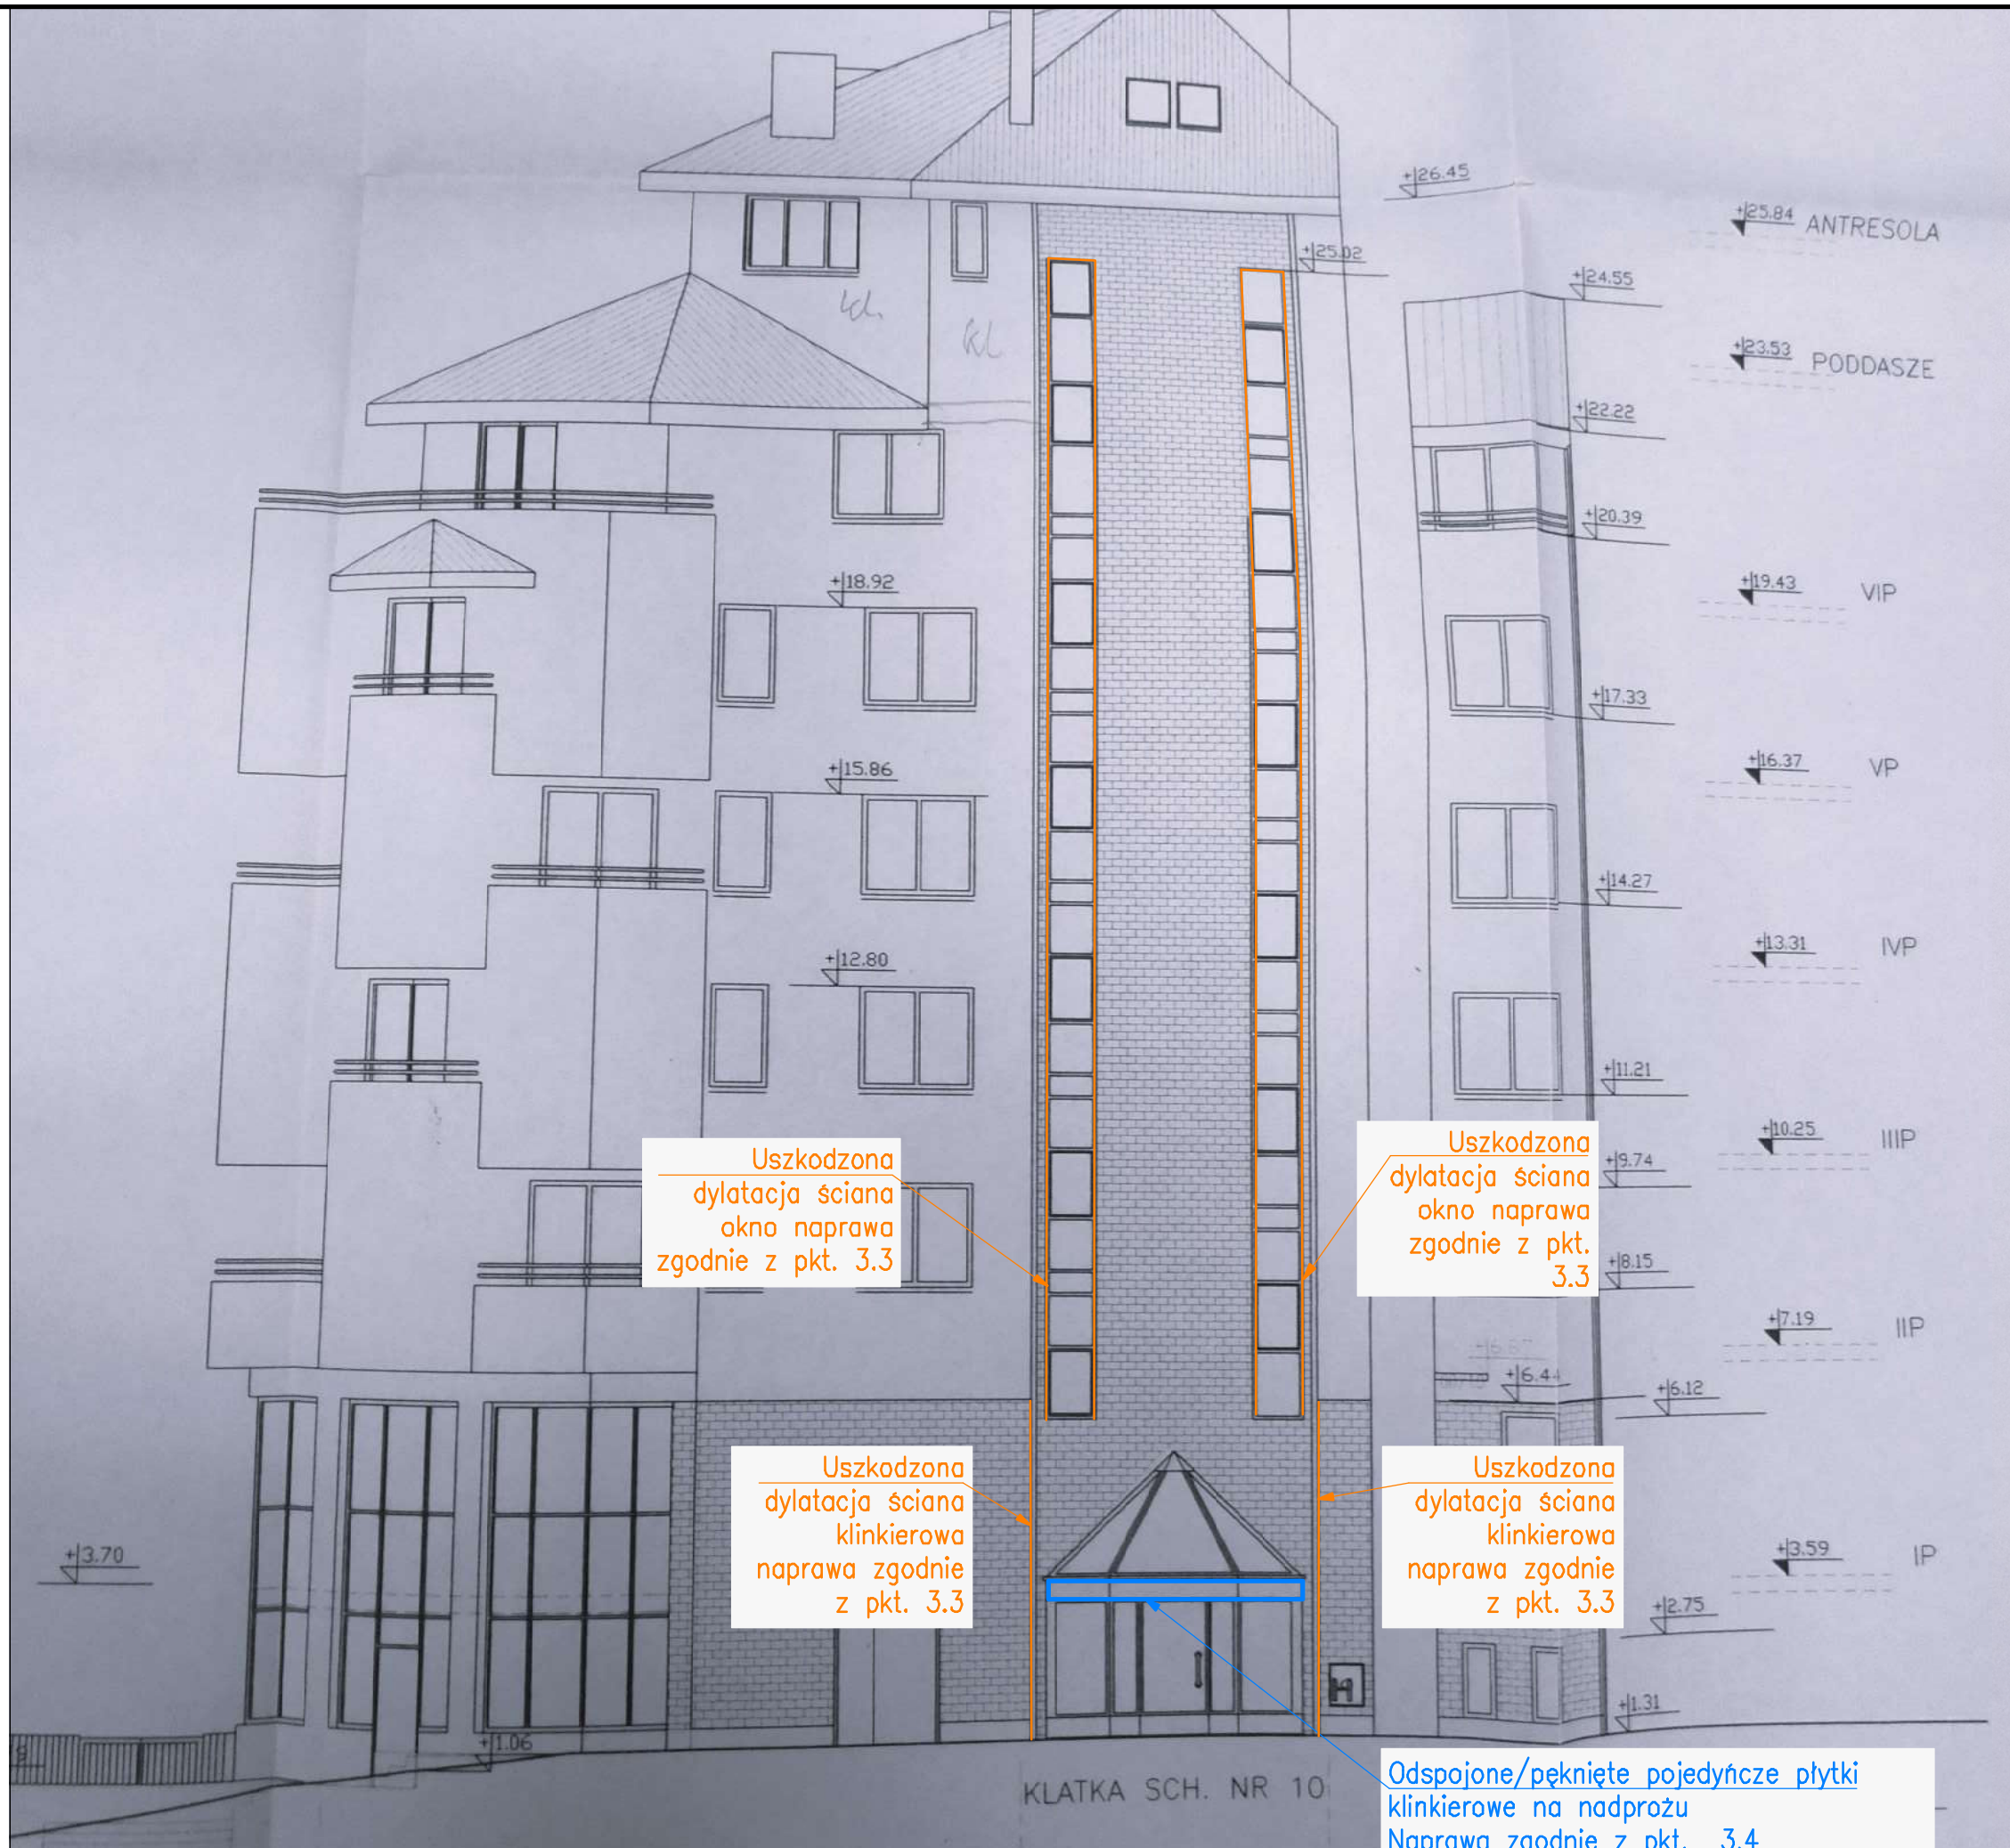 +26.45
+25.84 ANTRESOLA
+25.02
+24.55
kl.
kl.
+23.53 PODDASZE
+22.22
+20.39
+18.92
+19.43 VIP
+17.33
+15.86
+16.37 VP
+14.27
+12.80
+13.31 IVP
+11.21
+10.25 IIIP
+9.74
Uszkodzona
dylatacja ściana
okno naprawa
zgodnie z pkt. 3.3
Uszkodzona
dylatacja ściana
okno naprawa
zgodnie z pkt.
3.3
+8.15
+7.19 IIP
+6.44
+6.12
Uszkodzona
dylatacja ściana
klinkierowa
naprawa zgodnie
z pkt. 3.3
Uszkodzona
dylatacja ściana
klinkierowa
naprawa zgodnie
z pkt. 3.3
+3.70
+3.59 IP
+2.75
H
+1.31
+1.06
KLATKA SCH. NR 10
Odspojone/pęknięte pojedyńcze płytki
klinkierowe na nadprożu
Naprawa zgodnie z pkt. 3.4